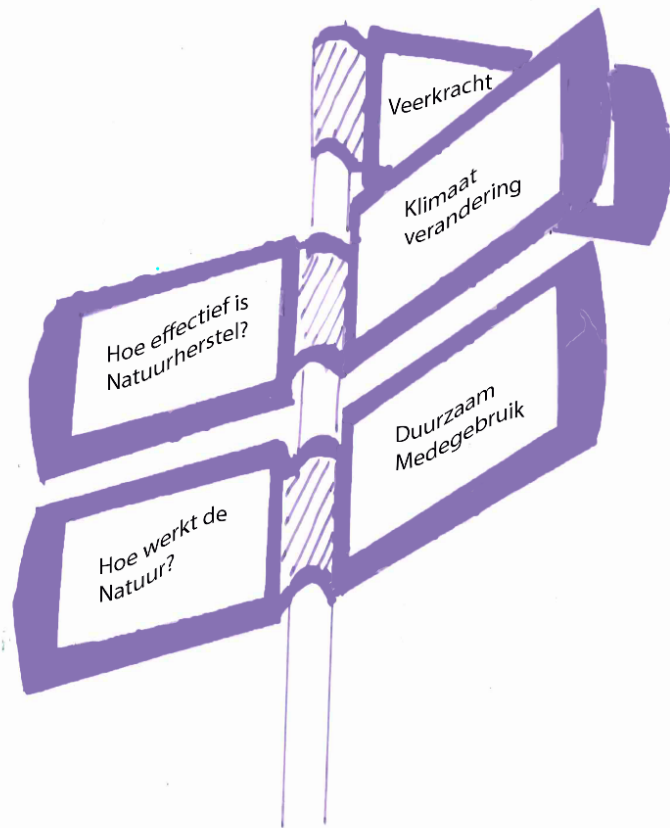 Veerkracht
Klimaat
verandering
Hoe effectief is
Natuurherstel?
Duurzaam
Medegebruik
Hoe werkt de
Natuur?